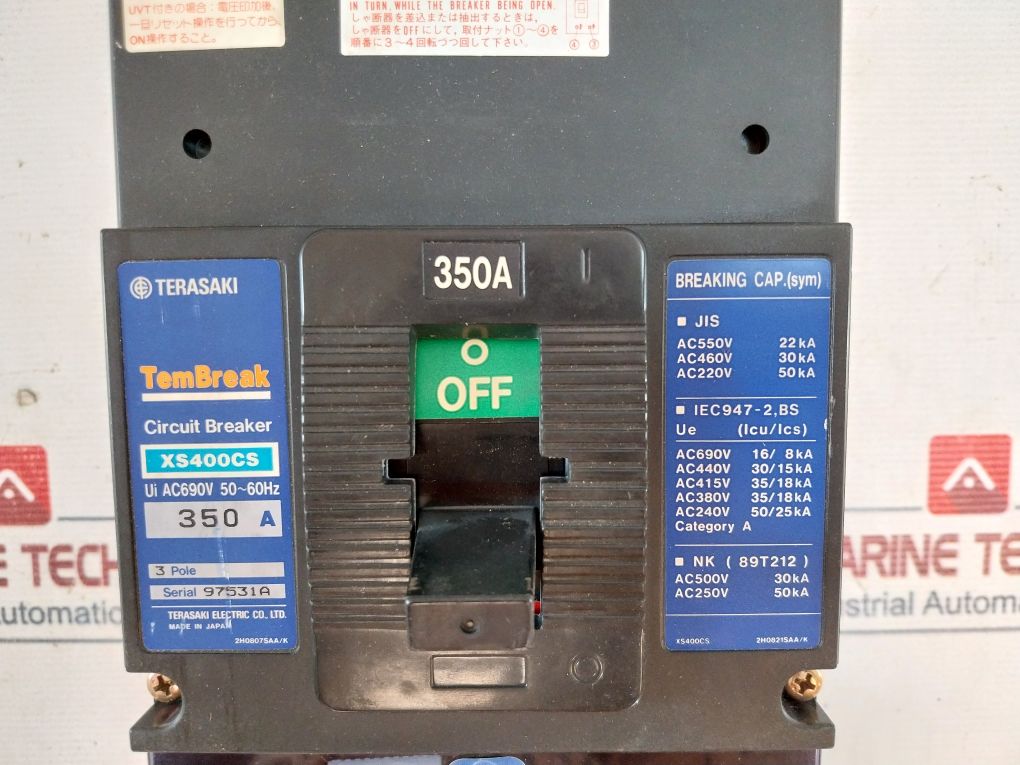 UVT付きの場合:電圧印加後、
一旦リセット操作を行ってから、
ON操作すること。
IN TURN, WHILE THE BREAKER BEING OPEN.
しゃ断器を差込または抽出するときは、
しゃ断器をOFFにして、取付ナット①~④を
順番に3~4回転づつ回して下さい。
④ ③
TERASAKI
TemBreak
Circuit Breaker
XS400CS
Ui AC690V 50~60Hz
350 A
3 Pole
Serial 97531A
TERASAKI ELECTRIC CO., LTD.
MADE IN JAPAN
2H0807SAA/K
350A
OFF
BREAKING CAP.(sym)
JIS
AC550V 22kA
AC460V 30kA
AC220V 50kA
IEC947-2,BS
Ue (Icu/Ics)
AC690V 16/ 8kA
AC440V 30/15kA
AC415V 35/18kA
AC380V 35/18kA
AC240V 50/25kA
Category A
NK ( 89T212 )
AC500V 30kA
AC250V 50kA
XS400CS 2H0821SAA/K
E TECH
Automatio
ARINE TE
dustrial Automa